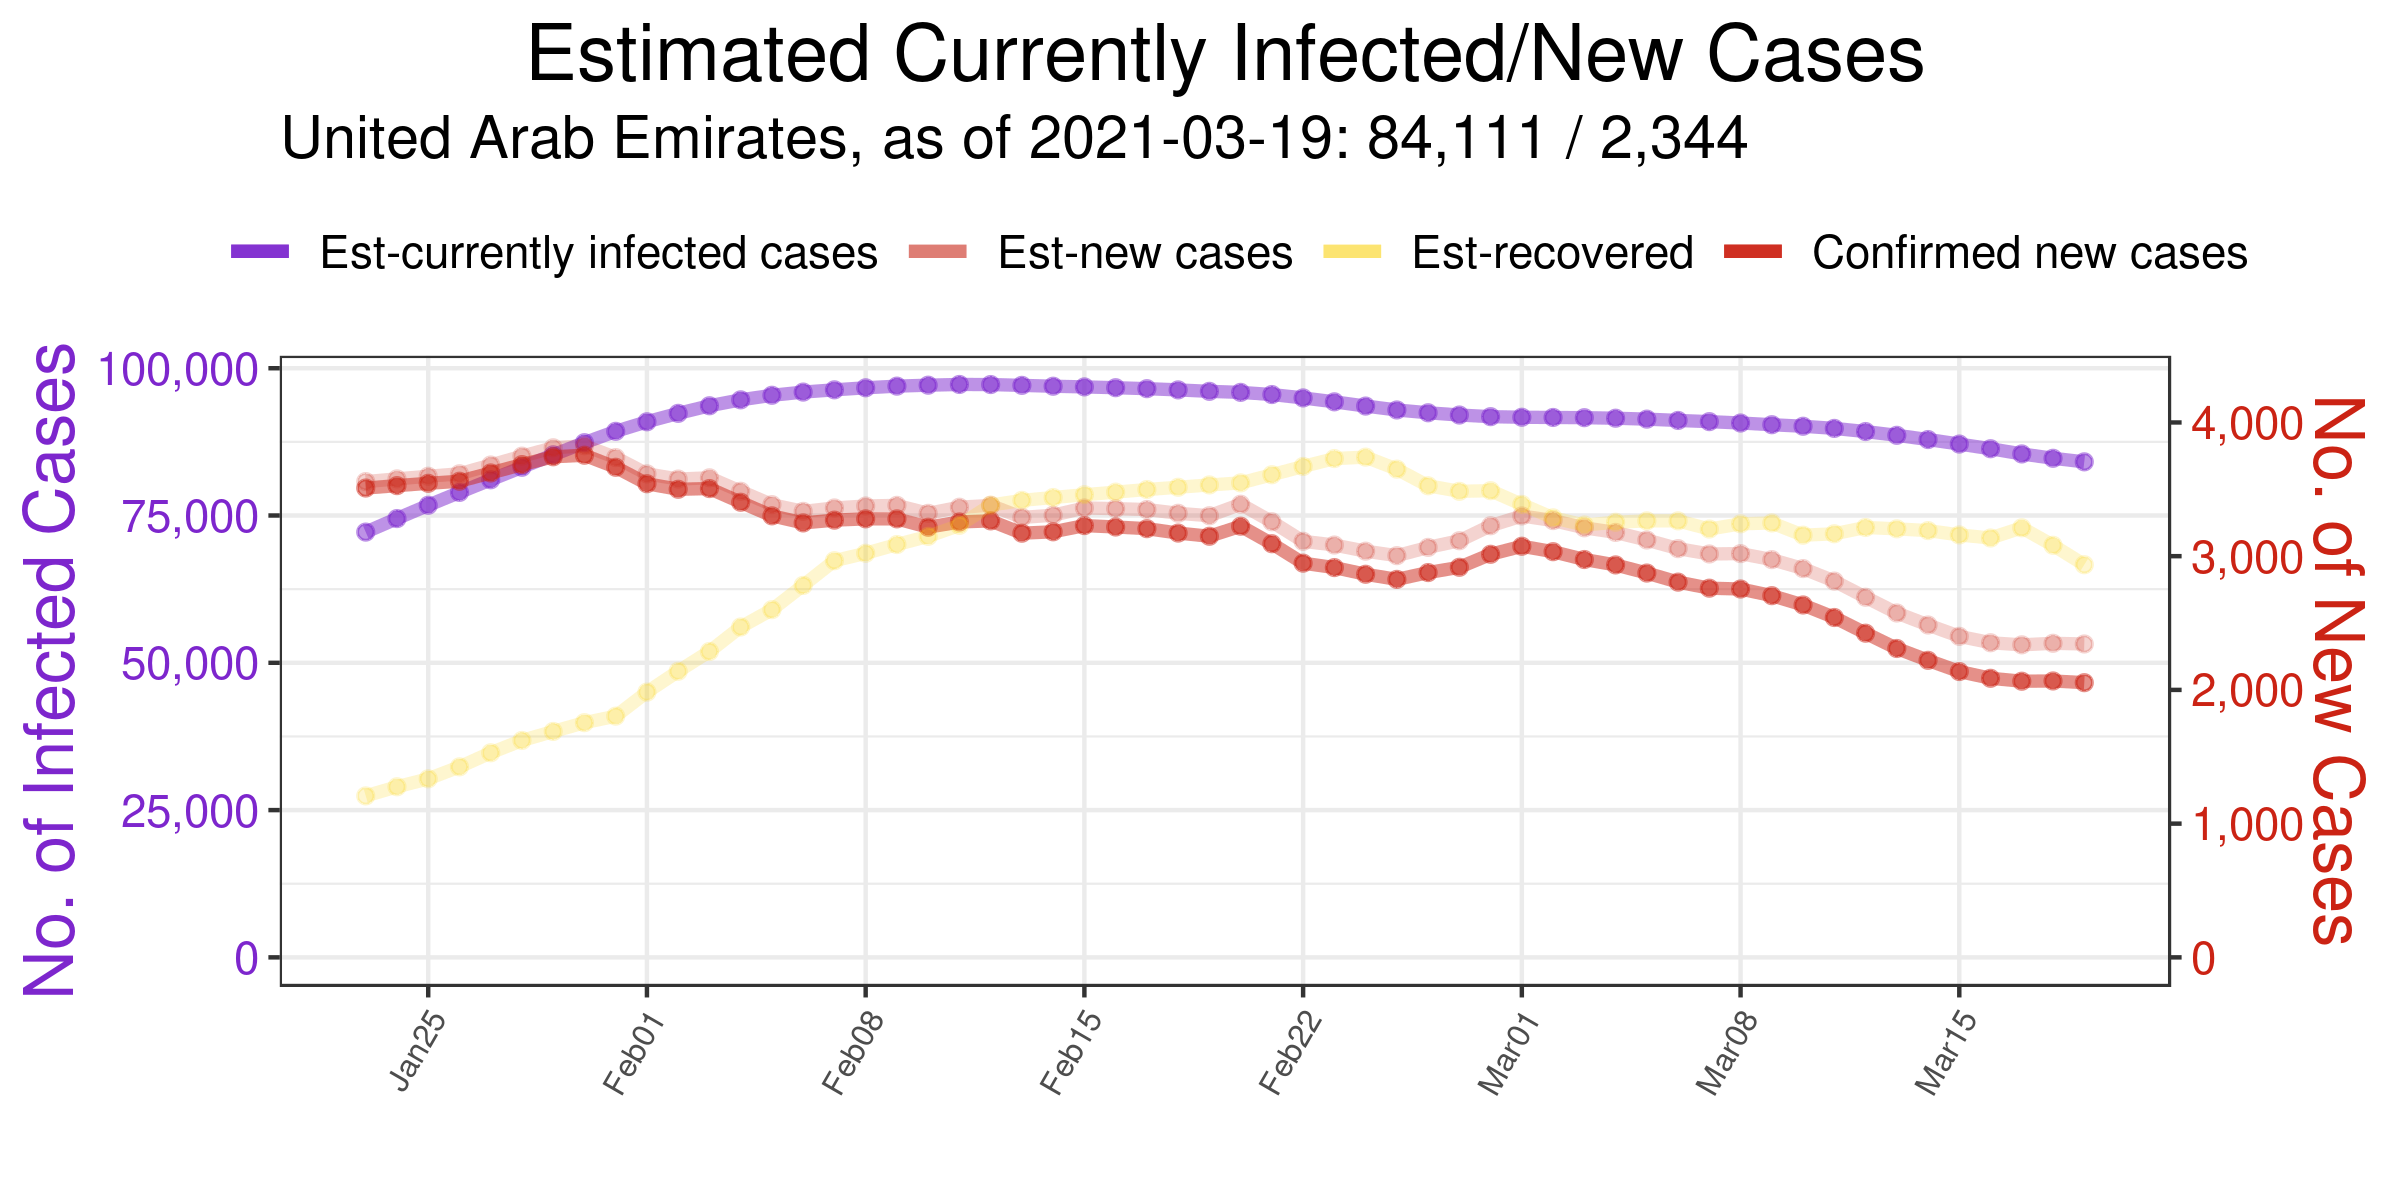 Estimated Currently Infected/New Cases
United Arab Emirates, as of 2021-03-19: 84,111 / 2,344
Est-currently infected cases Est-new cases Est-recovered Confirmed new cases
No. of Infected Cases
100,000
75,000
50,000
25,000
0
4,000
3,000
2,000
1,000
0
No. of New Cases
Jan25 Feb01 Feb08 Feb15 Feb22 Mar01 Mar08 Mar15